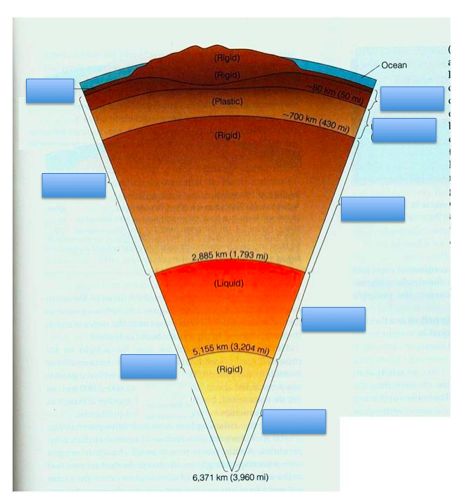 (Rigid)
Ocean
(Rigid)
~80 km (50 mi)
(Plastic)
~700 km (430 mi)
(Rigid)
2,885 km (1,793 mi)
(Liquid)
5,155 km (3,204 mi)
(Rigid)
6,371 km (3,960 mi)